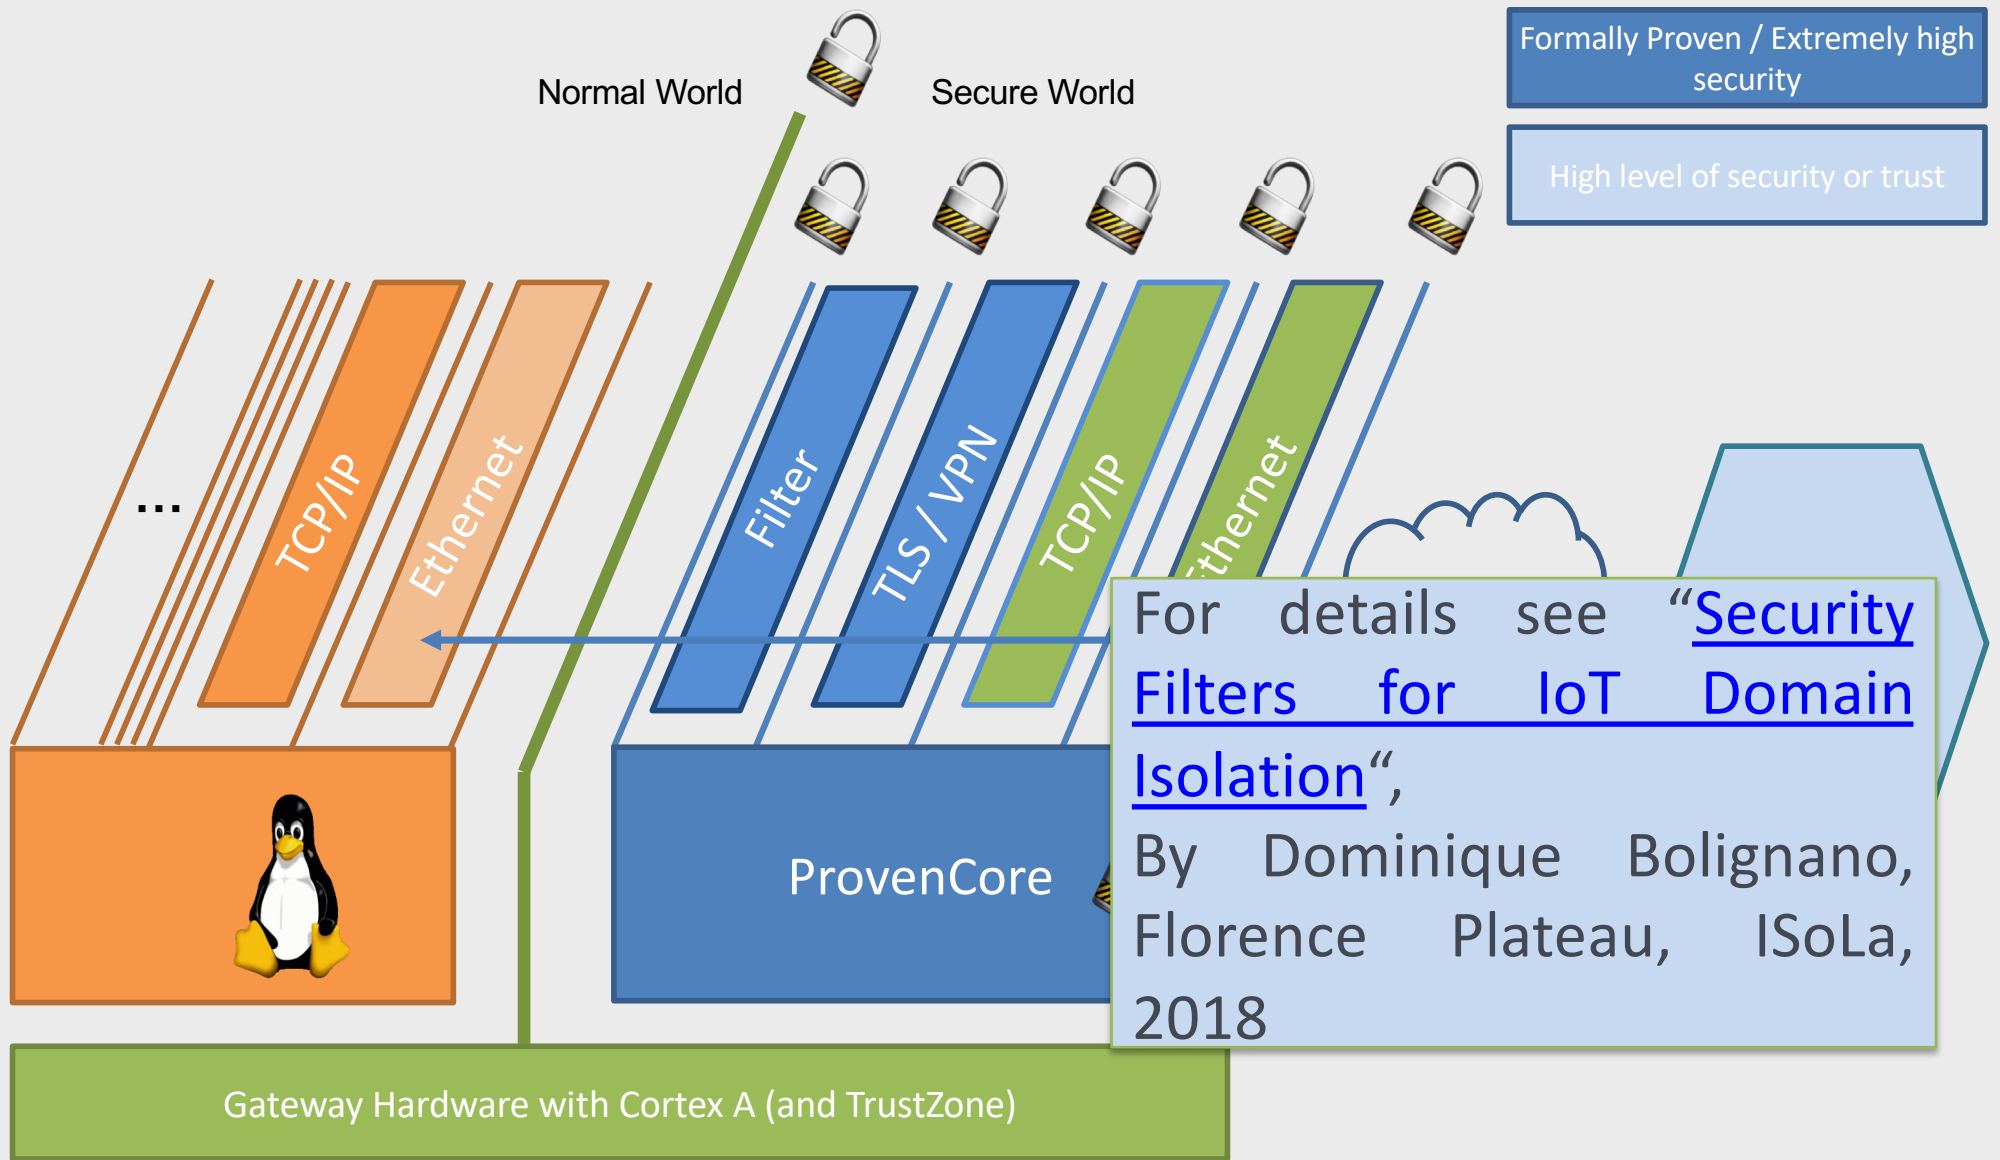 Formally Proven / Extremely high
security
Normal World
Secure World
High level of security or trust
...
TCP/IP
Ethernet
Filter
TLS / VPN
TCP/IP
Ethernet
For details see “Security
Filters for IoT Domain
Isolation“,
By Dominique Bolignano,
Florence Plateau, ISoLa,
2018
ProvenCore
Gateway Hardware with Cortex A (and TrustZone)